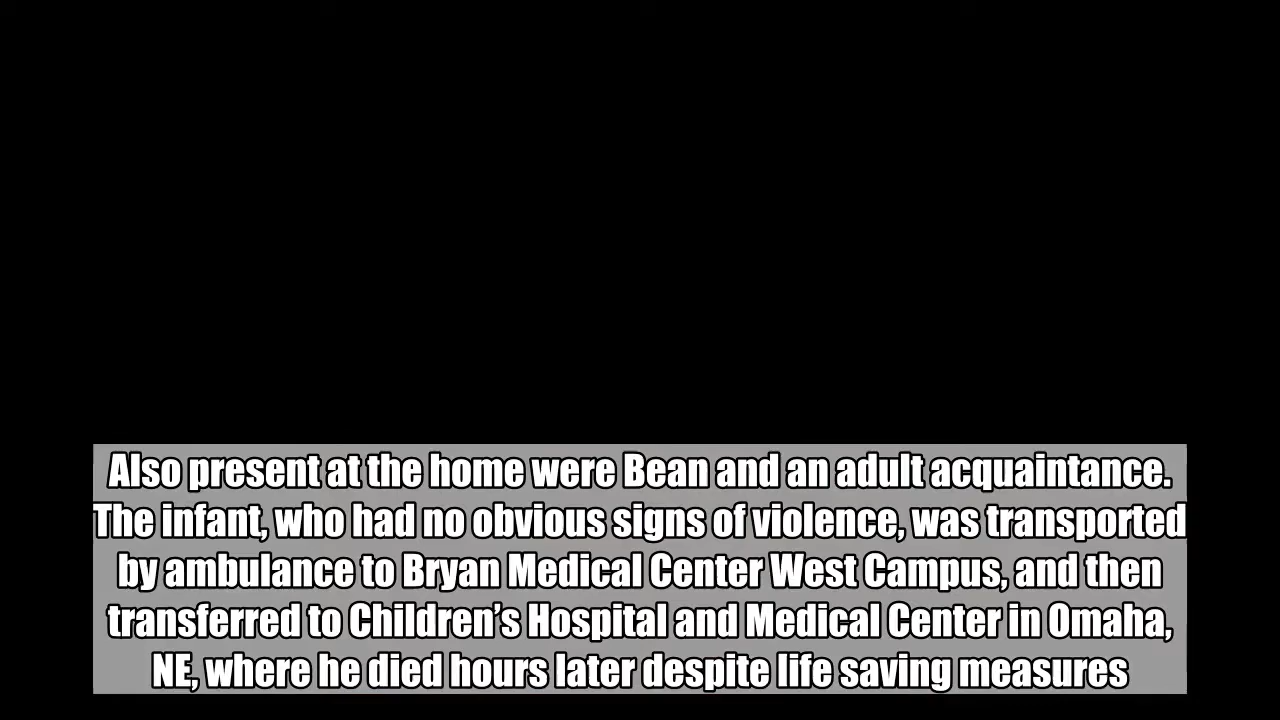 Also present at the home were Bean and an adult acquaintance.
The infant, who had no obvious signs of violence, was transported
by ambulance to Bryan Medical Center West Campus, and then
transferred to Children’s Hospital and Medical Center in Omaha,
NE, where he died hours later despite life saving measures